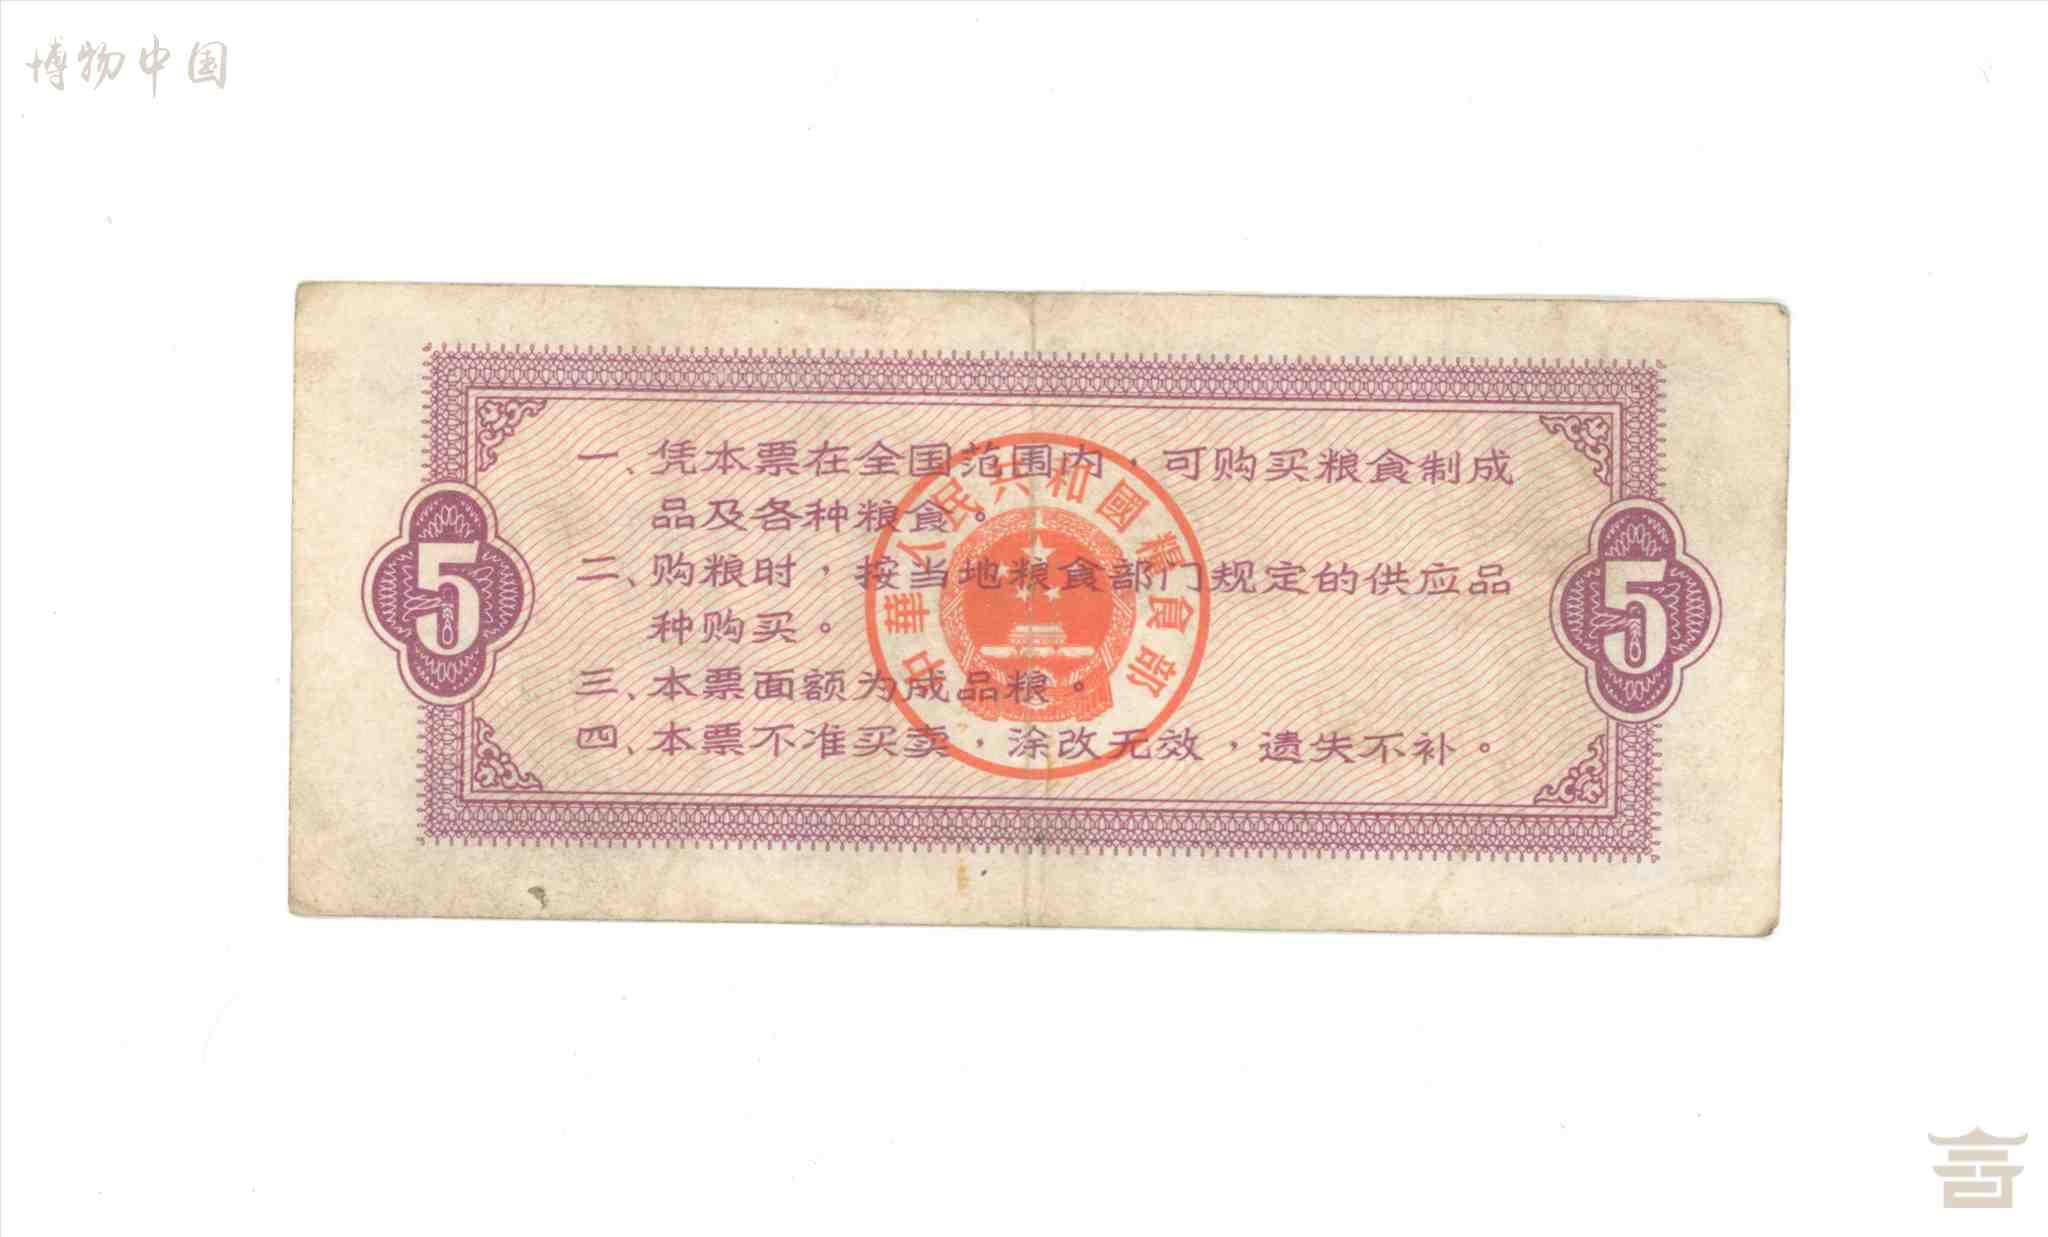 博物中国
一、凭本票在全国范围内，可购买粮食制成
品及各种粮食。
二、购粮时，按当地粮食部门规定的供应品
种购买。
三、本票面额为成品粮。
四、本票不准买卖，涂改无效，遗失不补。
中華人民共和國糧食部
5
5